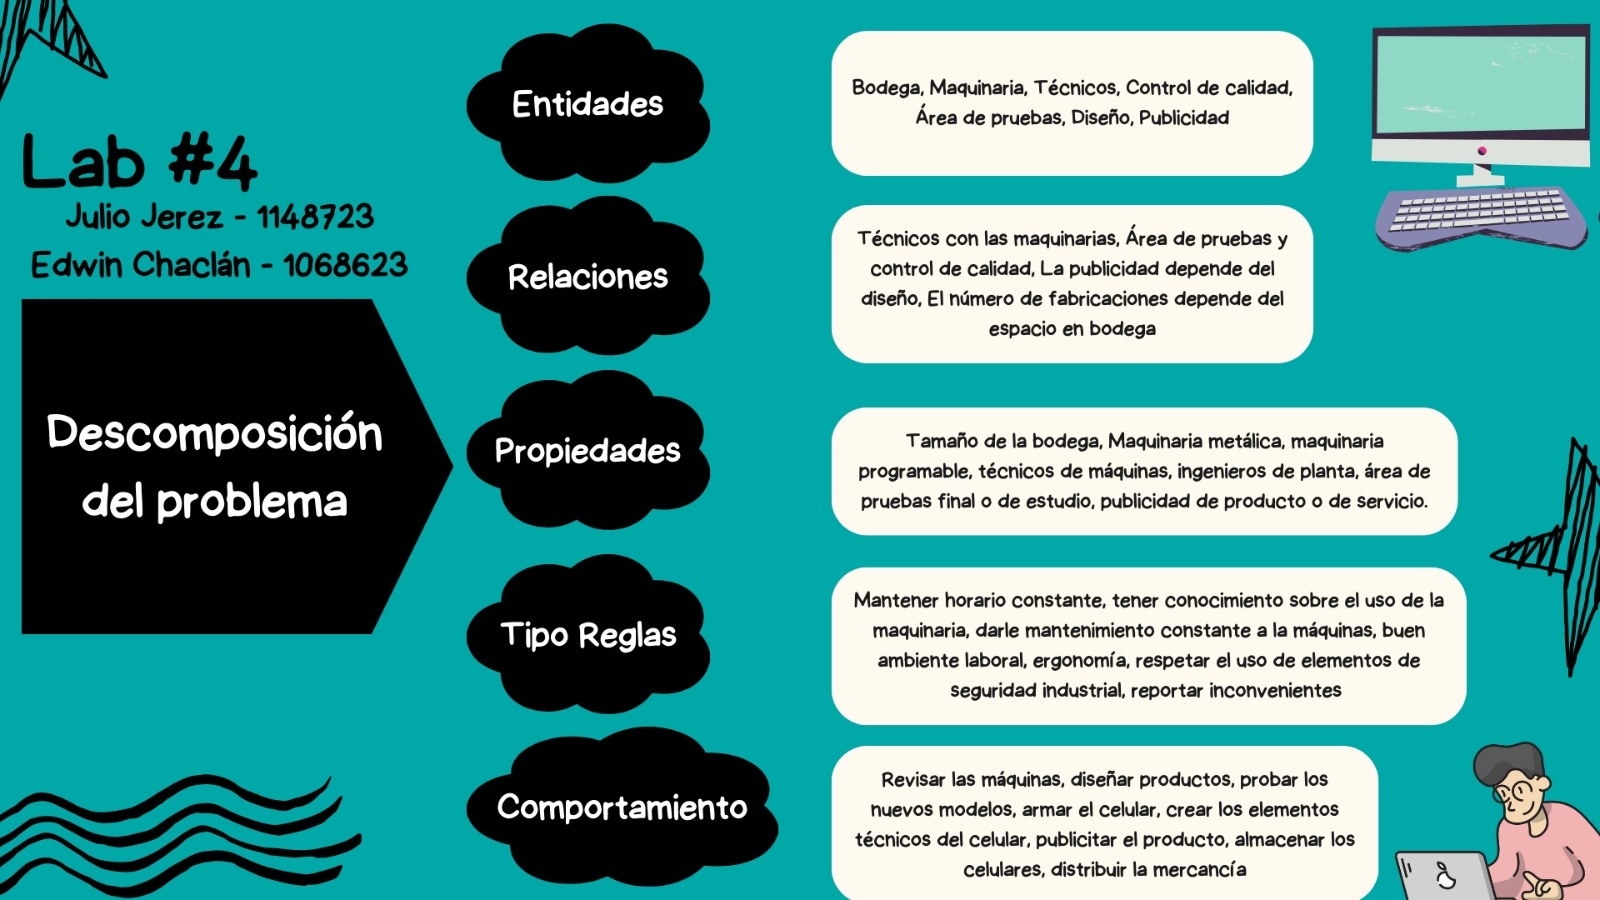 Lab #4
Julio Jerez - 1148723
Edwin Chaclán - 1068623
Descomposición
del problema
Entidades
Bodega, Maquinaria, Técnicos, Control de calidad,
Área de pruebas, Diseño, Publicidad
Relaciones
Técnicos con las maquinarias, Área de pruebas y
control de calidad, La publicidad depende del
diseño, El número de fabricaciones depende del
espacio en bodega
Propiedades
Tamaño de la bodega, Maquinaria metálica, maquinaria
programable, técnicos de máquinas, ingenieros de planta, área de
pruebas final o de estudio, publicidad de producto o de servicio.
Tipo Reglas
Mantener horario constante, tener conocimiento sobre el uso de la
maquinaria, darle mantenimiento constante a la máquinas, buen
ambiente laboral, ergonomía, respetar el uso de elementos de
seguridad industrial, reportar inconvenientes
Comportamiento
Revisar las máquinas, diseñar productos, probar los
nuevos modelos, armar el celular, crear los elementos
técnicos del celular, publicitar el producto, almacenar los
celulares, distribuir la mercancía